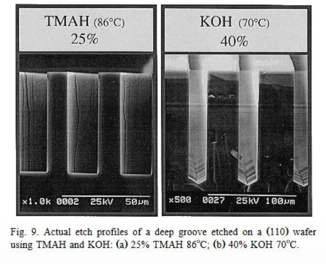 TMAH (86°C)
25%
KOH (70°C)
40%
x1.0k 0002 25kV 50µm
x500 0027 25kV 100µm
Fig. 9. Actual etch profiles of a deep groove etched on a (110) wafer
using TMAH and KOH: (a) 25% TMAH 86°C; (b) 40% KOH 70°C.